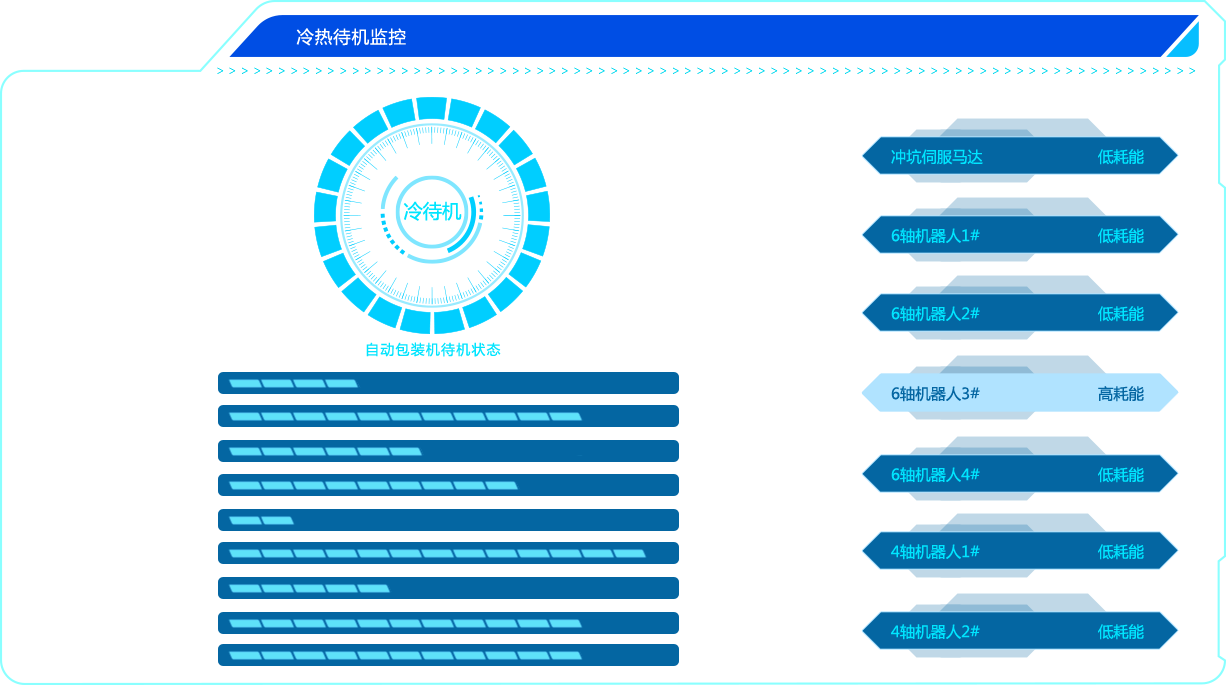 冷热待机监控
冷待机
自动包装机待机状态
冲坑伺服马达 低耗能
6轴机器人1# 低耗能
6轴机器人2# 低耗能
6轴机器人3# 高耗能
6轴机器人4# 低耗能
4轴机器人1# 低耗能
4轴机器人2# 低耗能